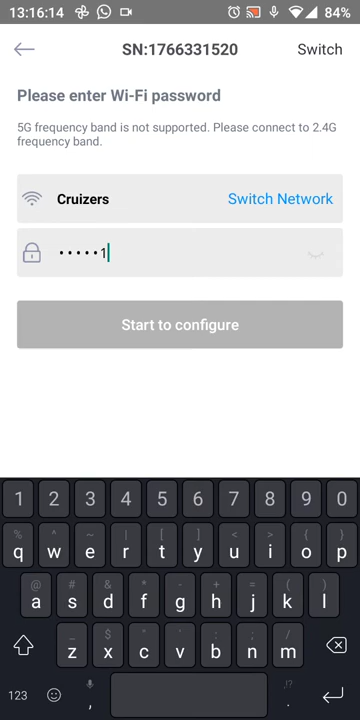 13:16:14
84%
SN:1766331520
Switch
Please enter Wi-Fi password
5G frequency band is not supported. Please connect to 2.4G
frequency band.
Cruizers
Switch Network
•••••1
Start to configure
1 2 3 4 5 6 7 8 9 0
% ^ ~ | [ ] < > { }
q w e r t y u i o p
@ # & * - + = ( )
a s d f g h j k l
_ $ " ' : ; /
z x c v b n m
,!?
123 , .